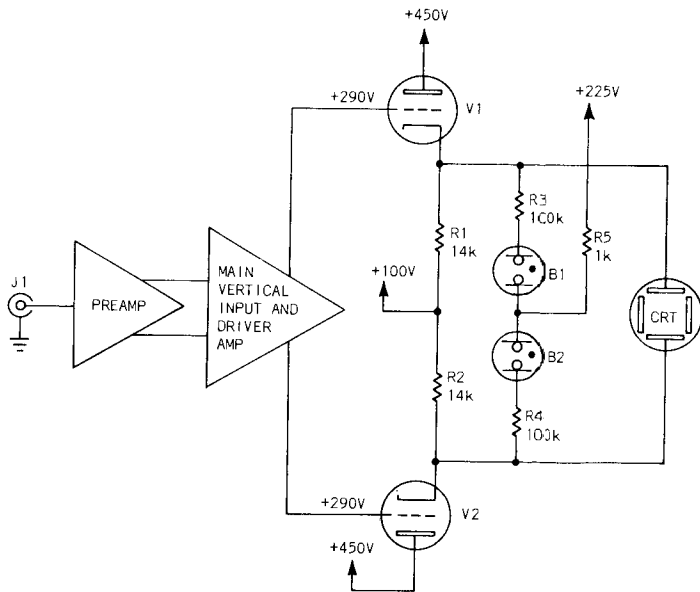 +450V
+290V
V1
+225V
R3
100k
R1
14k
R5
1k
B1
J1
PREAMP
MAIN
VERTICAL
INPUT AND
DRIVER
AMP
+100V
CRT
B2
R2
14k
R4
100k
+290V
V2
+450V